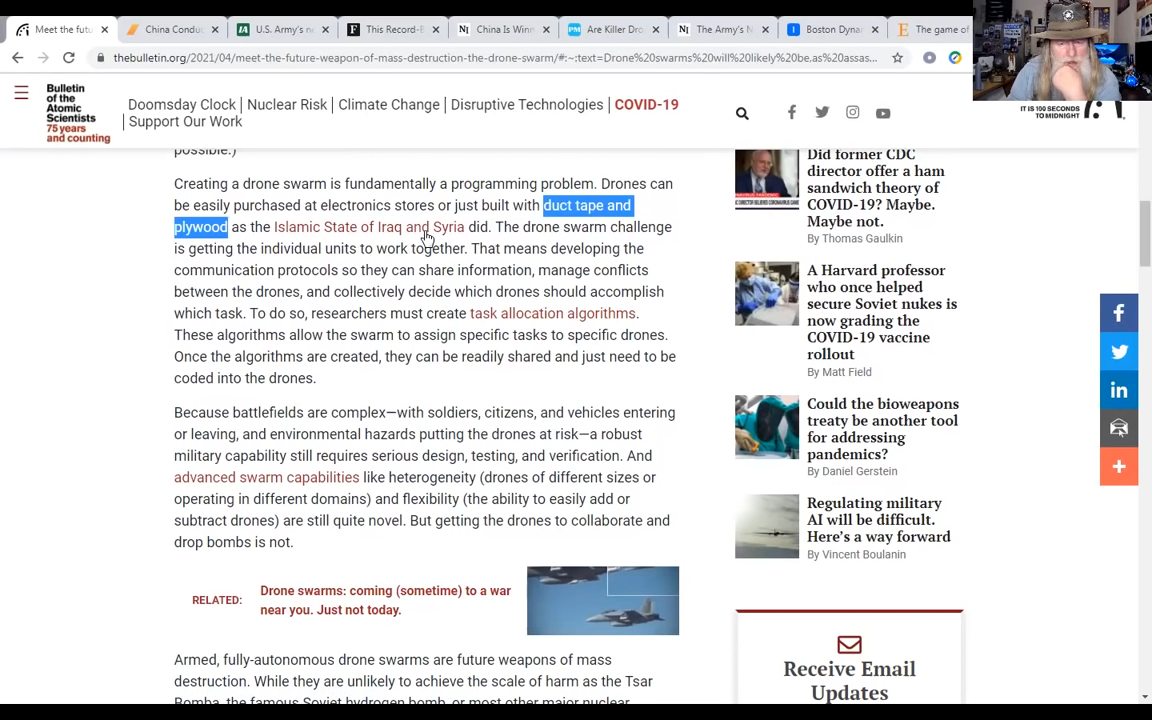 Meet the futu
China Conduc
U.S. Army's ne
This Record-B
China Is Winn
Are Killer Dro
The Army's N
Boston Dyna
The game of
thebulletin.org/2021/04/meet-the-future-weapon-of-mass-destruction-the-drone-swarm/#:~:text=Drone%20swarms%20will%20likely%20be,as%20assas...
Bulletin
of the
Atomic
Scientists
75 years
and counting
Doomsday Clock | Nuclear Risk | Climate Change | Disruptive Technologies | COVID-19
| Support Our Work
IT IS 100 SECONDS
TO MIDNIGHT
possible.)
Creating a drone swarm is fundamentally a programming problem. Drones can
be easily purchased at electronics stores or just built with duct tape and
plywood as the Islamic State of Iraq and Syria did. The drone swarm challenge
is getting the individual units to work together. That means developing the
communication protocols so they can share information, manage conflicts
between the drones, and collectively decide which drones should accomplish
which task. To do so, researchers must create task allocation algorithms.
These algorithms allow the swarm to assign specific tasks to specific drones.
Once the algorithms are created, they can be readily shared and just need to be
coded into the drones.
Because battlefields are complex—with soldiers, citizens, and vehicles entering
or leaving, and environmental hazards putting the drones at risk—a robust
military capability still requires serious design, testing, and verification. And
advanced swarm capabilities like heterogeneity (drones of different sizes or
operating in different domains) and flexibility (the ability to easily add or
subtract drones) are still quite novel. But getting the drones to collaborate and
drop bombs is not.
RELATED:
Drone swarms: coming (sometime) to a war
near you. Just not today.
Armed, fully-autonomous drone swarms are future weapons of mass
destruction. While they are unlikely to achieve the scale of harm as the Tsar
Bomba, the famous Soviet hydrogen bomb, or most other major nuclear
Did former CDC
director offer a ham
sandwich theory of
COVID-19? Maybe.
Maybe not.
By Thomas Gaulkin
A Harvard professor
who once helped
secure Soviet nukes is
now grading the
COVID-19 vaccine
rollout
By Matt Field
Could the bioweapons
treaty be another tool
for addressing
pandemics?
By Daniel Gerstein
Regulating military
AI will be difficult.
Here's a way forward
By Vincent Boulanin
Receive Email
Updates